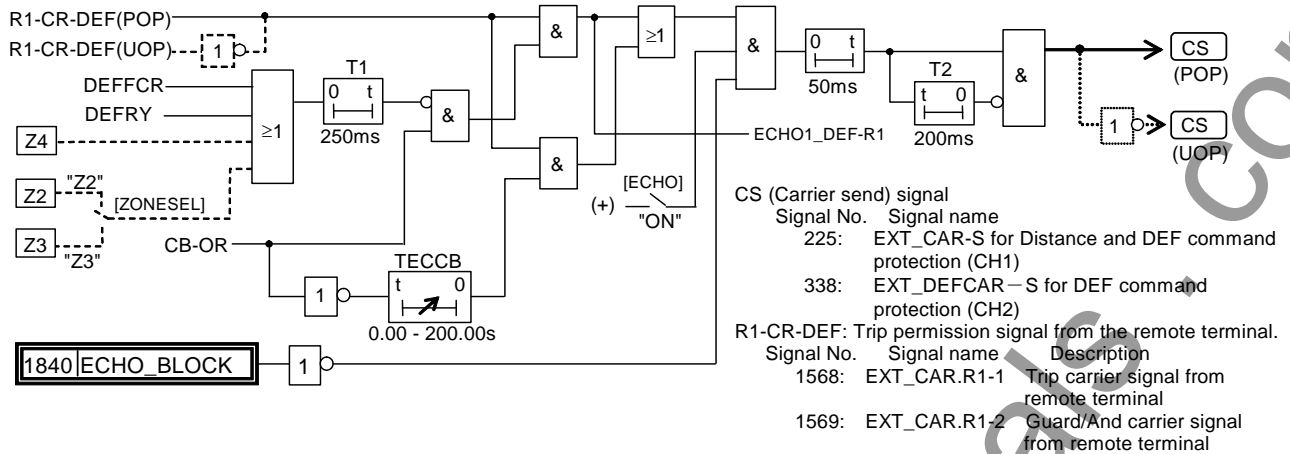 R1-CR-DEF(POP)
R1-CR-DEF(UOP)
1
DEFFCR
DEFRY
Z4
Z2
"Z2"
[ZONESEL]
Z3
"Z3"
≥1
T1
0 t
250ms
&
&
&
≥1
&
0 t
50ms
T2
t 0
200ms
&
CS
(POP)
1
CS
(UOP)
ECHO1_DEF-R1
[ECHO]
(+)
"ON"
CB-OR
1
TECCB
t 0
0.00 - 200.00s
1840 ECHO_BLOCK
1
CS (Carrier send) signal
Signal No. Signal name
225: EXT_CAR-S for Distance and DEF command
protection (CH1)
338: EXT_DEFCAR－S for DEF command
protection (CH2)
R1-CR-DEF: Trip permission signal from the remote terminal.
Signal No. Signal name Description
1568: EXT_CAR.R1-1 Trip carrier signal from
remote terminal
1569: EXT_CAR.R1-2 Guard/And carrier signal
from remote terminal